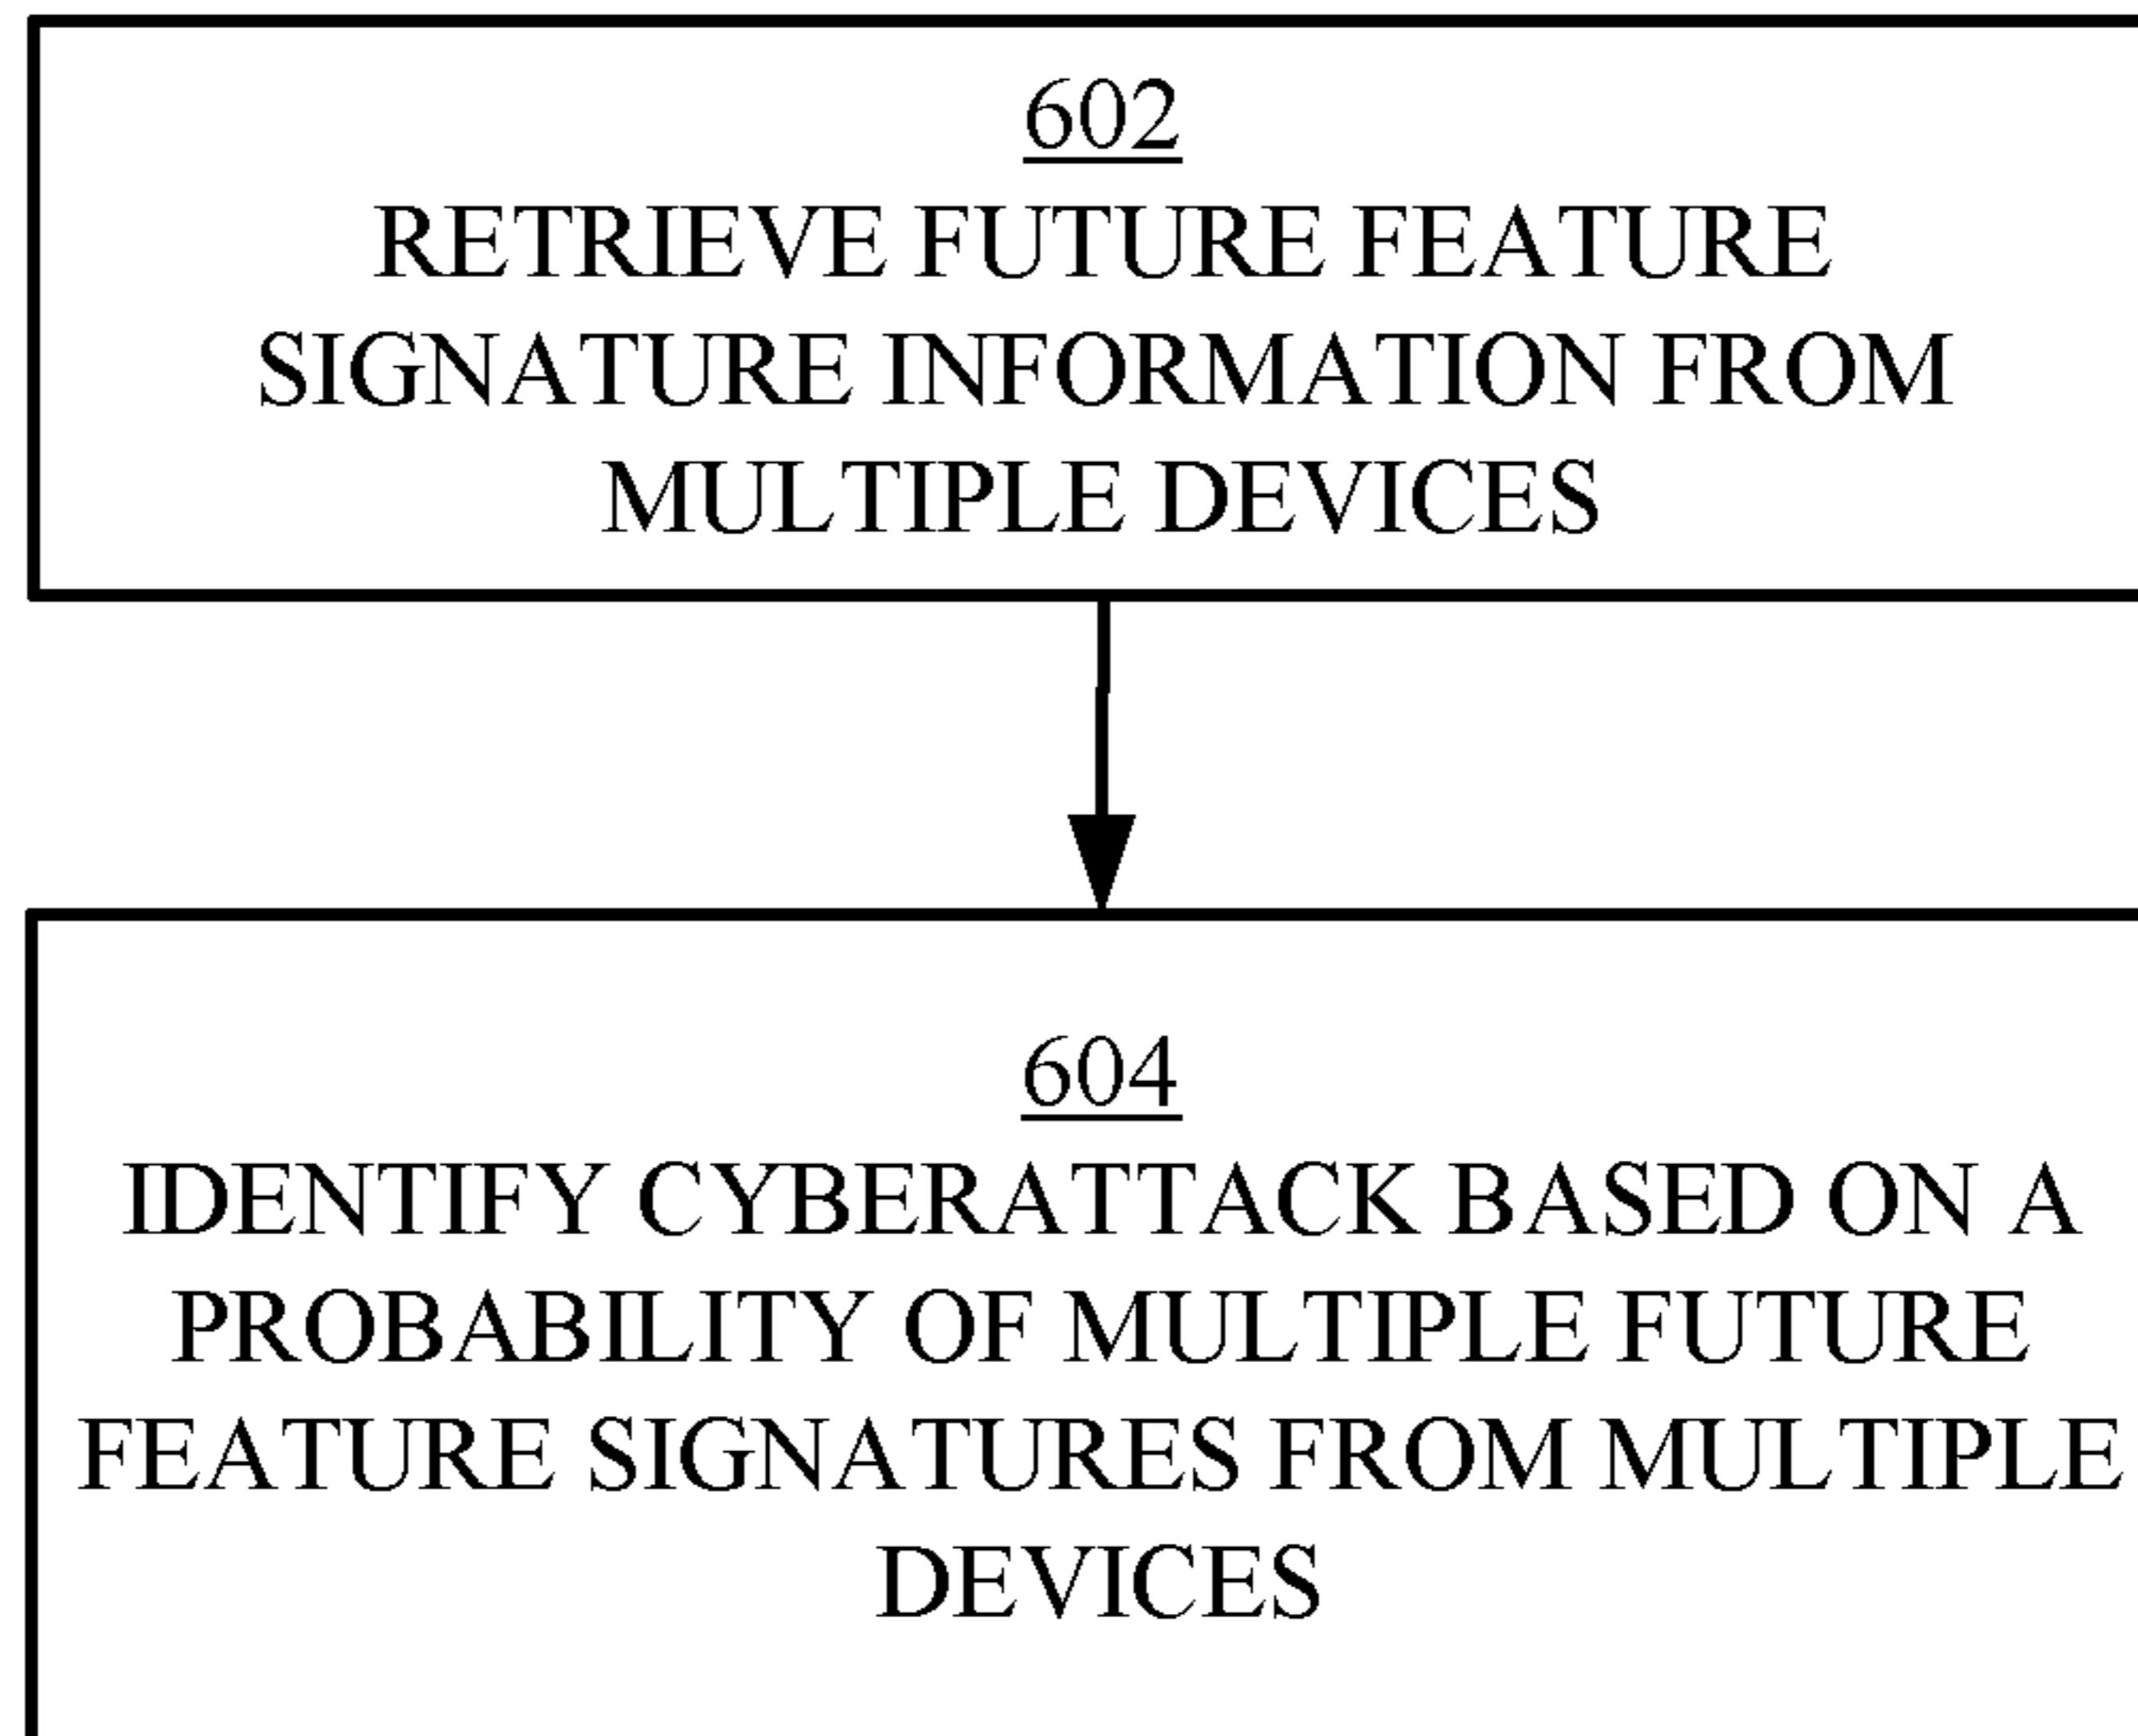 602
RETRIEVE FUTURE FEATURE
SIGNATURE INFORMATION FROM
MULTIPLE DEVICES
604
IDENTIFY CYBERATTACK BASED ON A
PROBABILITY OF MULTIPLE FUTURE
FEATURE SIGNATURES FROM MULTIPLE
DEVICES